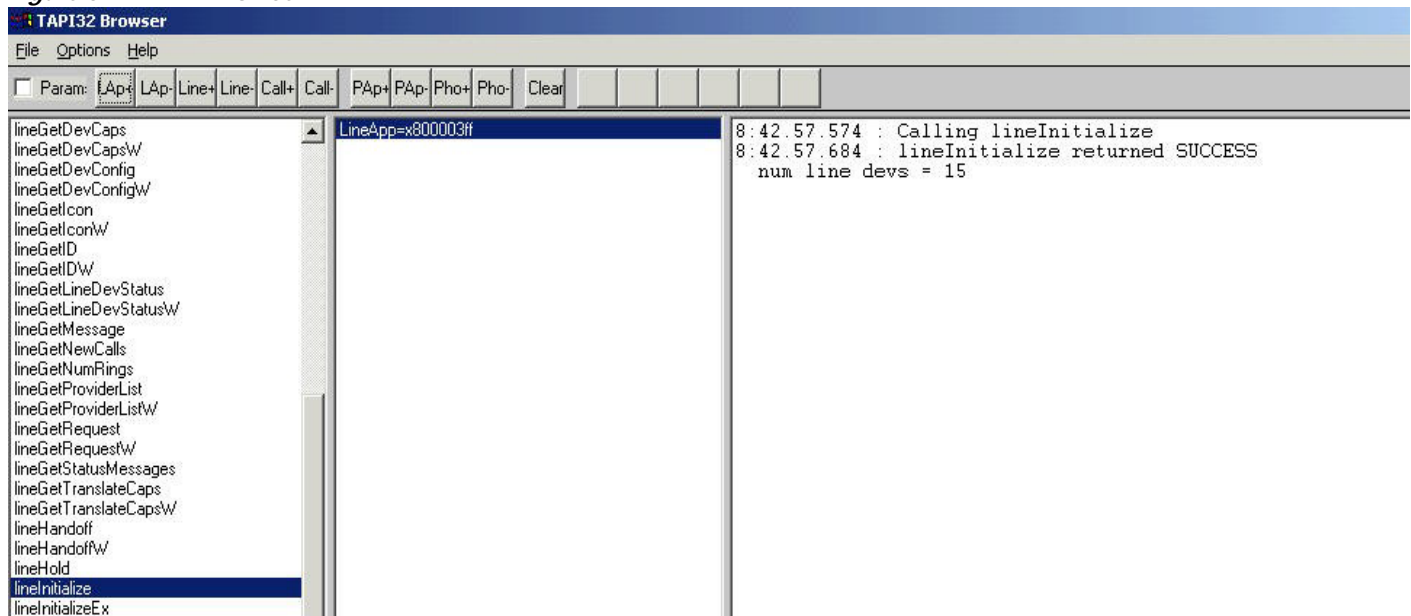 TAPI32 Browser
File Options Help
Param: LAp+ LAp- Line+ Line- Call+ Call- PAp+ PAp- Pho+ Pho- Clear
lineGetDevCaps
lineGetDevCapsW
lineGetDevConfig
lineGetDevConfigW
lineGetIcon
lineGetIconW
lineGetID
lineGetIDW
lineGetLineDevStatus
lineGetLineDevStatusW
lineGetMessage
lineGetNewCalls
lineGetNumRings
lineGetProviderList
lineGetProviderListW
lineGetRequest
lineGetRequestW
lineGetStatusMessages
lineGetTranslateCaps
lineGetTranslateCapsW
lineHandoff
lineHandoffW
lineHold
lineInitialize
lineInitializeEx
LineApp=x800003ff
8:42.57.574 : Calling lineInitialize
8:42.57.684 : lineInitialize returned SUCCESS
num line devs = 15